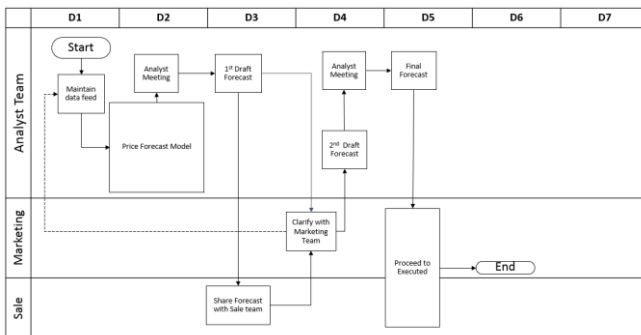 D1 D2 D3 D4 D5 D6 D7
Analyst Team
Start
Maintain
data feed
Price Forecast Model
Analyst
Meeting
1st Draft
Forecast
Analyst
Meeting
Final
Forecast
2nd Draft
Forecast
Marketing
Clarify with
Marketing
Team
Proceed to
Executed
End
Sale
Share Forecast
with Sale team